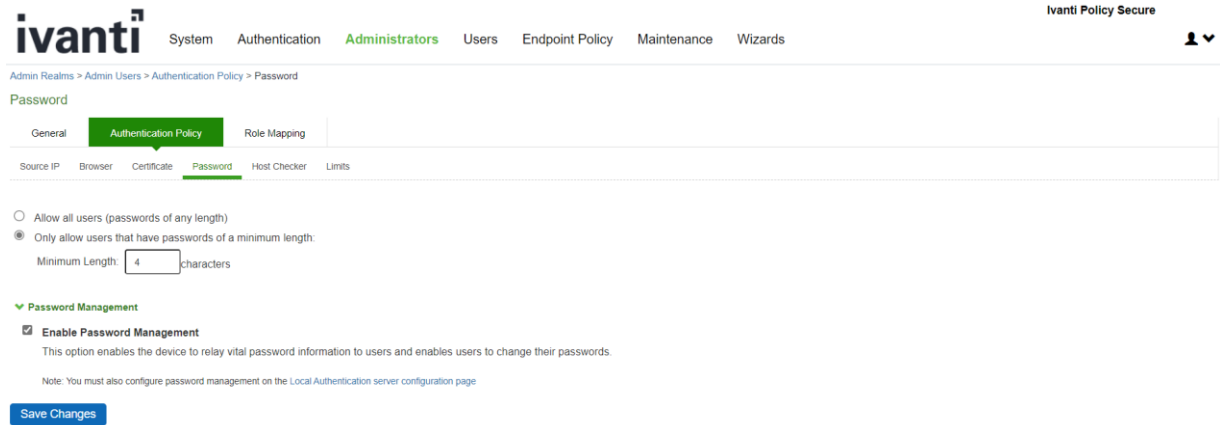 Ivanti Policy Secure
ivanti
System Authentication Administrators Users Endpoint Policy Maintenance Wizards
Admin Realms > Admin Users > Authentication Policy > Password
Password
General Authentication Policy Role Mapping
Source IP Browser Certificate Password Host Checker Limits
Allow all users (passwords of any length)
Only allow users that have passwords of a minimum length:
Minimum Length: 4 characters
Password Management
Enable Password Management
This option enables the device to relay vital password information to users and enables users to change their passwords.
Note: You must also configure password management on the Local Authentication server configuration page
Save Changes